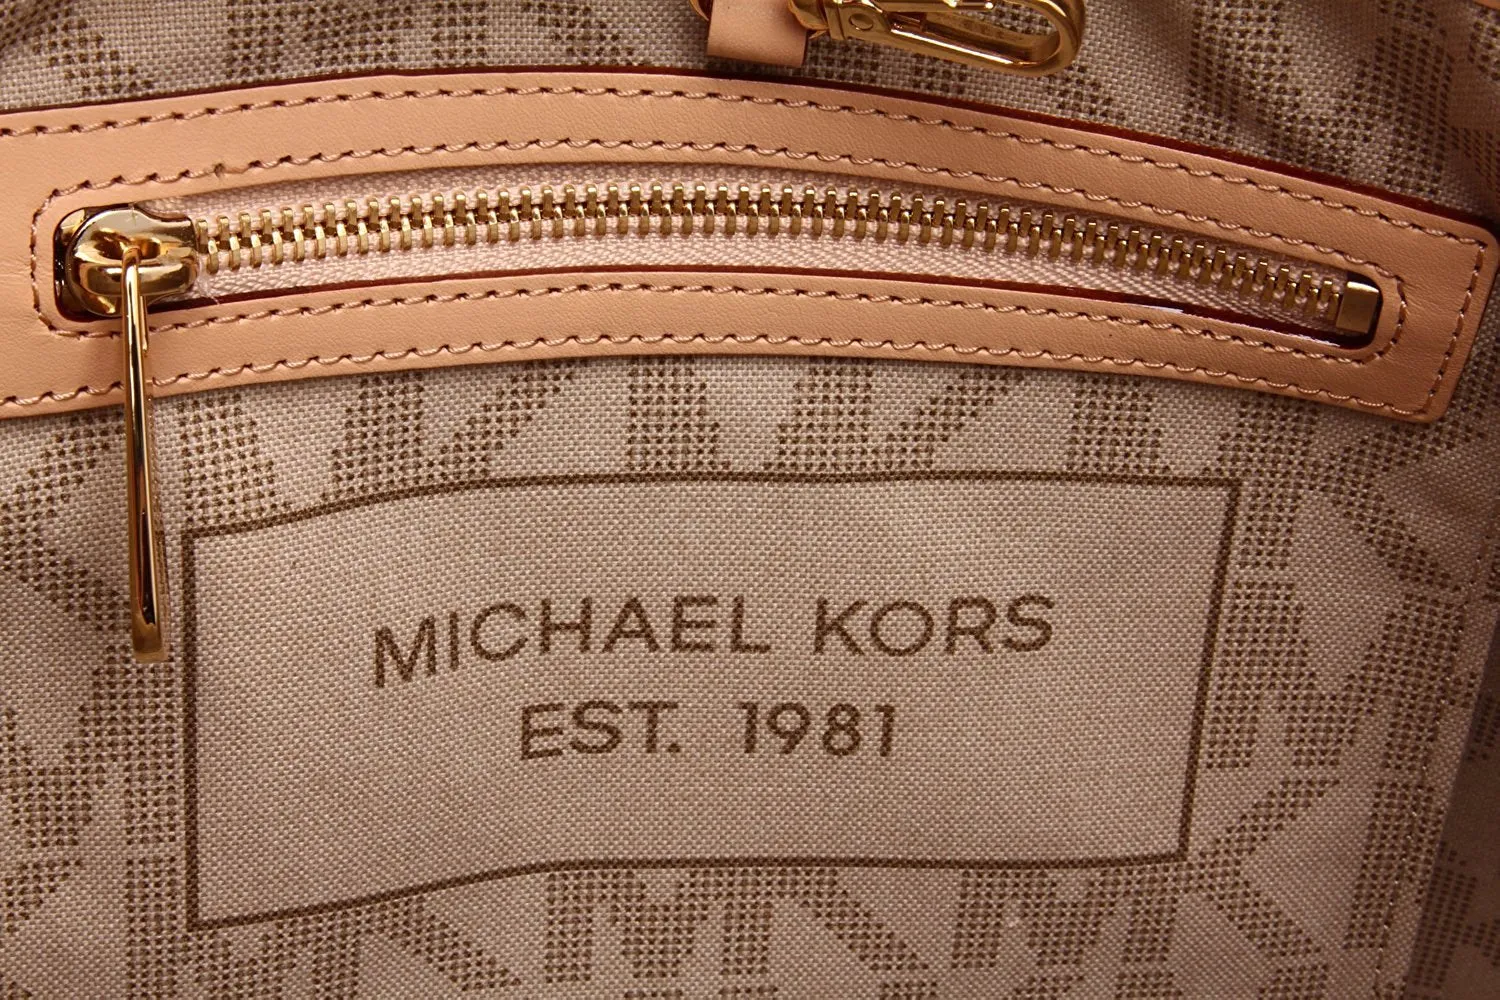 MICHAEL KORS
EST. 1981